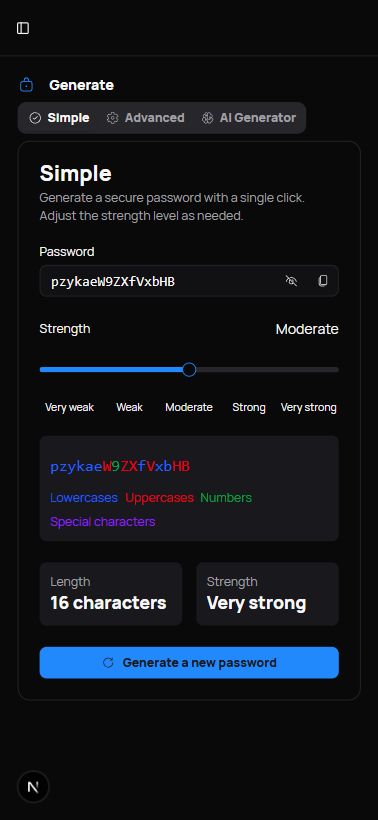 Generate
Simple Advanced AI Generator
Simple
Generate a secure password with a single click.
Adjust the strength level as needed.
Password
pzykaeW9ZXfVxbHB
Strength Moderate
Very weak Weak Moderate Strong Very strong
pzykaeW9ZXfVxbHB
Lowercases Uppercases Numbers
Special characters
Length Strength
16 characters Very strong
Generate a new password
N